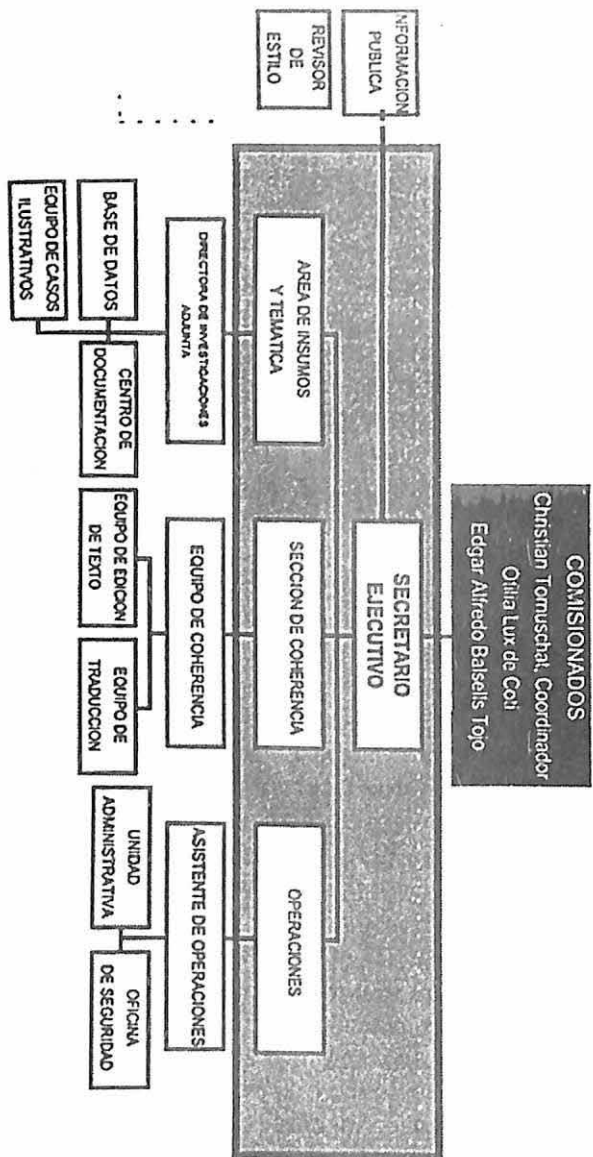 COMISIONADOS
Christian Tomuschat, Coordinador
Otilia Lux de Coti
Edgar Alfredo Balsells Tojo
SECRETARIO
EJECUTIVO
NFORMACION
PUBLICA
REVISOR
DE
ESTILO
AREA DE INSUMOS
Y TEMATICA
SECCION DE COHERENCIA
OPERACIONES
DIRECTORA DE INVESTIGACIONES
ADJUNTA
EQUIPO DE COHERENCIA
ASISTENTE DE OPERACIONES
BASE DE DATOS
CENTRO DE
DOCUMENTACION
EQUIPO DE CASOS
ILUSTRATIVOS
EQUIPO DE EDICION
DE TEXTO
EQUIPO DE
TRADUCCION
UNIDAD
ADMINISTRATIVA
OFICINA
DE SEGURIDAD